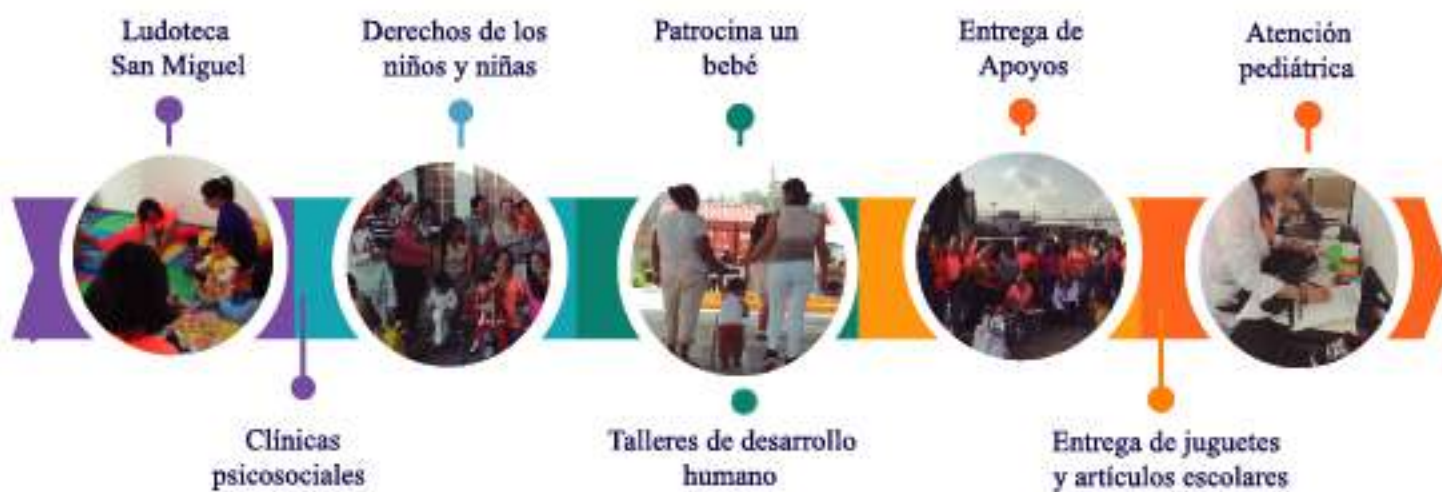 Ludoteca
San Miguel
Derechos de los
niños y niñas
Patrocina un
bebé
Entrega de
Apoyos
Atención
pediátrica
Clínicas
psicosociales
Talleres de desarrollo
humano
Entrega de juguetes
y artículos escolares